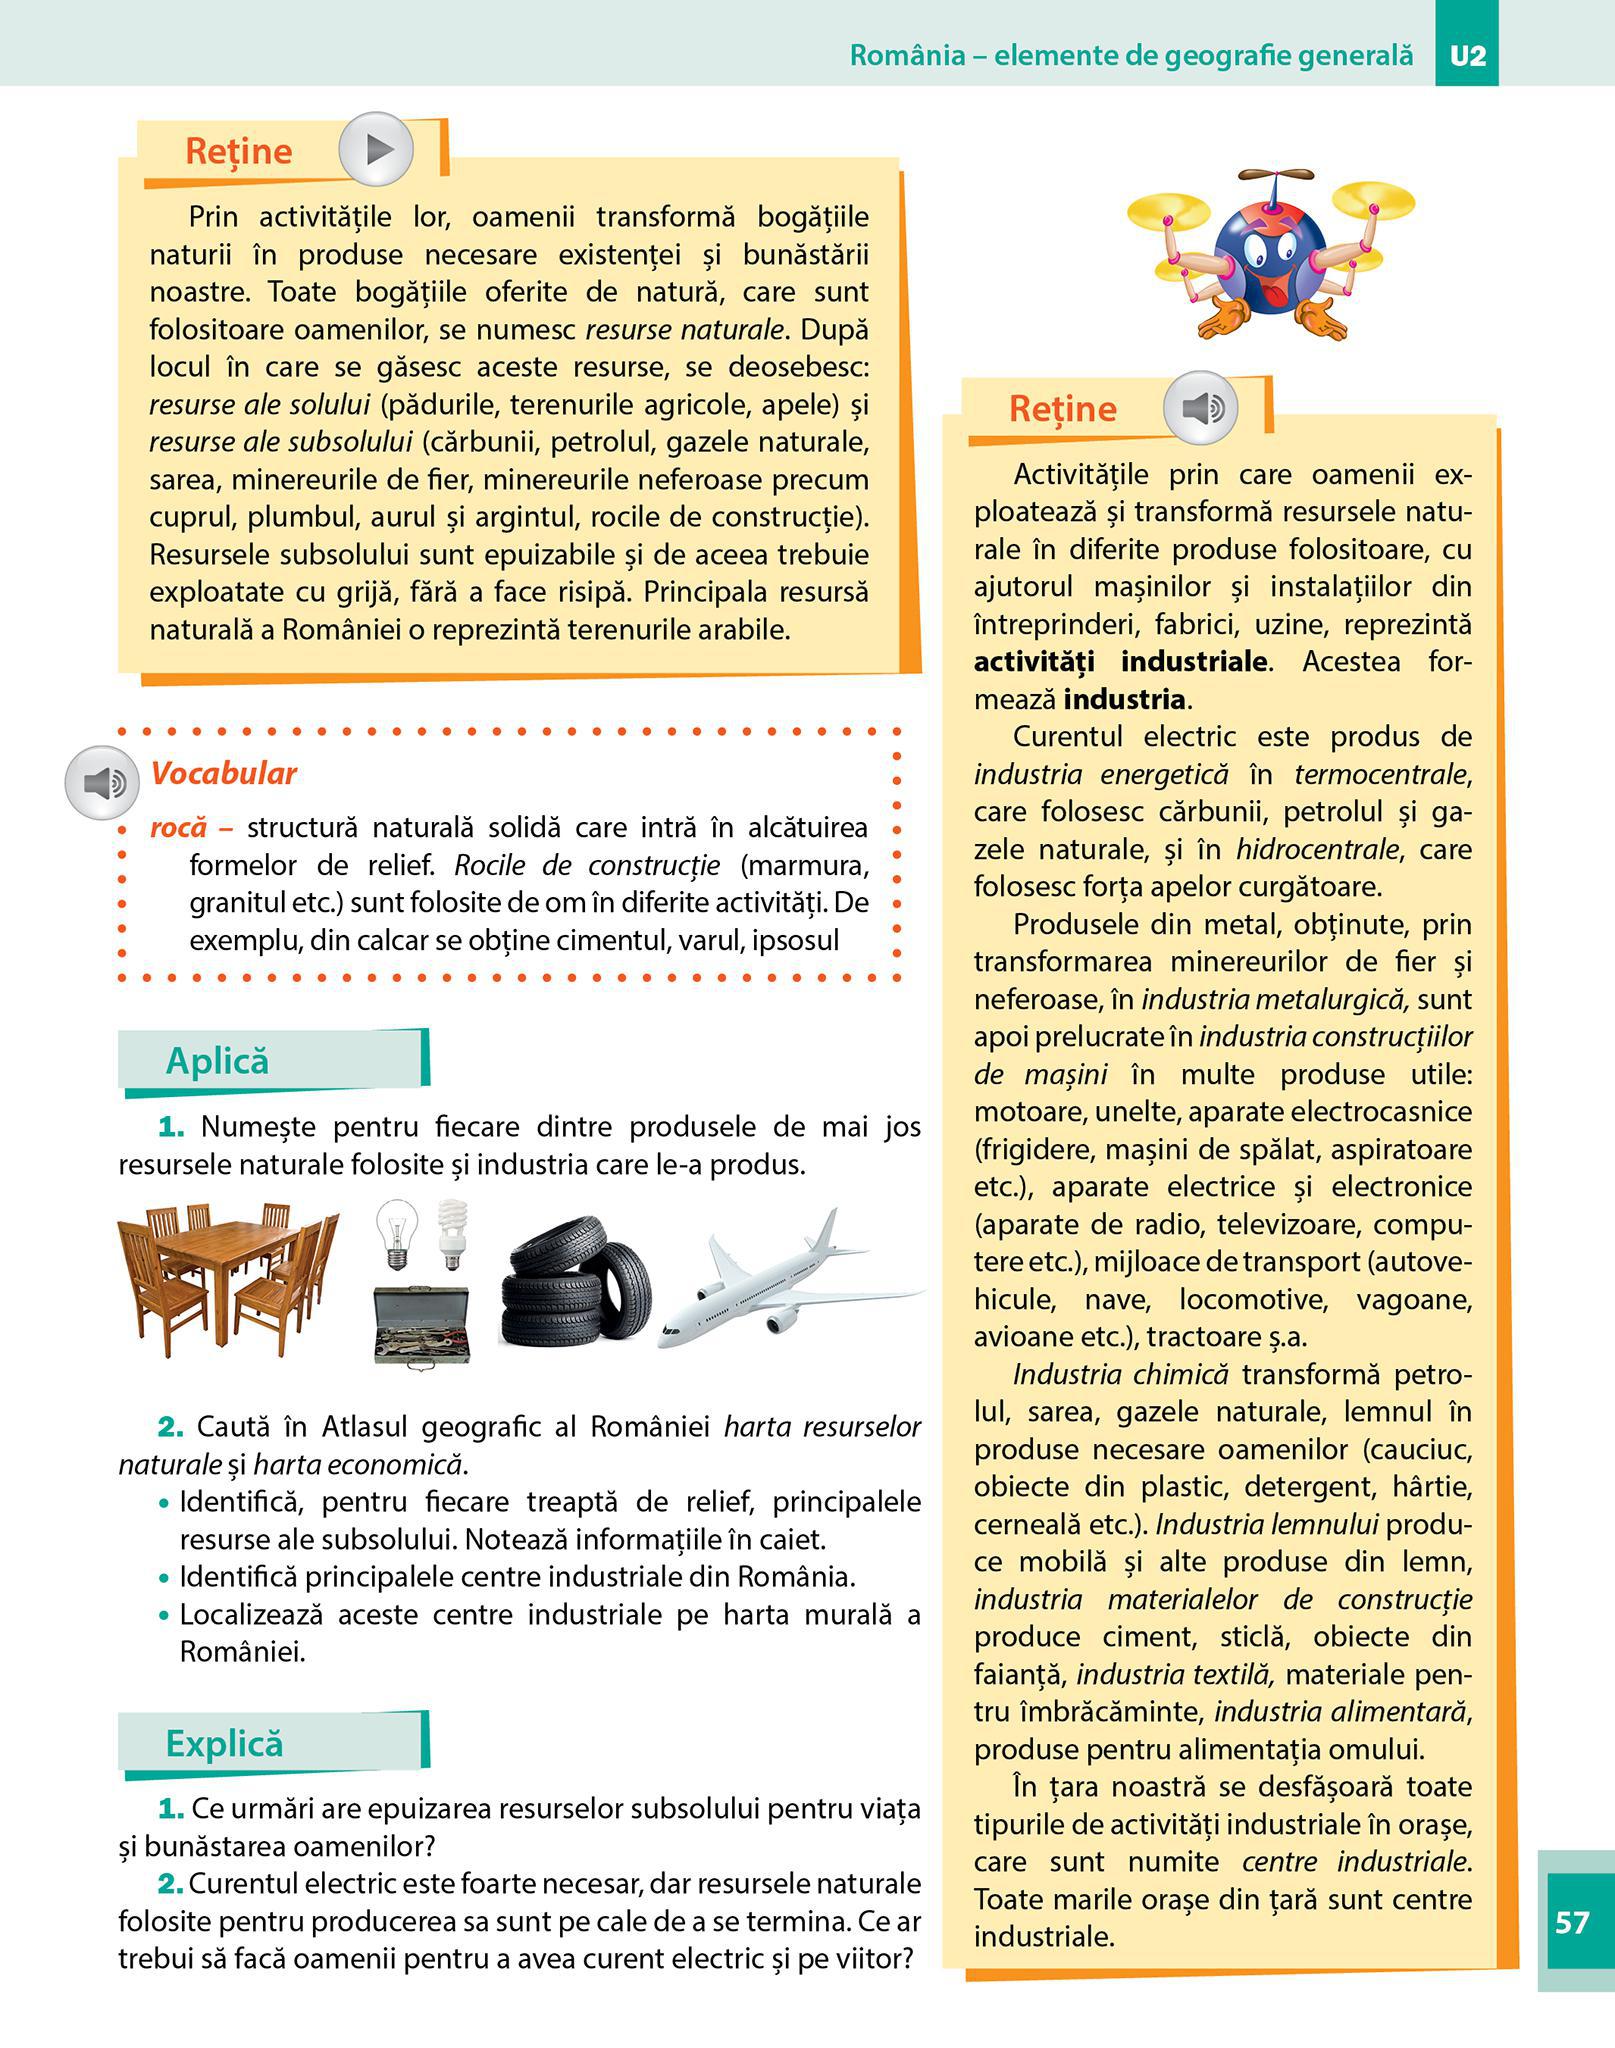 România – elemente de geografie generală
U2
Reține
Prin activitățile lor, oamenii transformă bogățiile
naturii în produse necesare existenței și bunăstării
noastre. Toate bogățiile oferite de natură, care sunt
folositoare oamenilor, se numesc resurse naturale. După
locul în care se găsesc aceste resurse, se deosebesc:
resurse ale solului (pădurile, terenurile agricole, apele) și
resurse ale subsolului (cărbunii, petrolul, gazele naturale,
sarea, minereurile de fier, minereurile neferoase precum
cuprul, plumbul, aurul și argintul, rocile de construcție).
Resursele subsolului sunt epuizabile și de aceea trebuie
exploatate cu grijă, fără a face risipă. Principala resursă
naturală a României o reprezintă terenurile arabile.
Vocabular
rocă – structură naturală solidă care intră în alcătuirea
formelor de relief. Rocile de construcție (marmura,
granitul etc.) sunt folosite de om în diferite activități. De
exemplu, din calcar se obține cimentul, varul, ipsosul
Aplică
1. Numește pentru fiecare dintre produsele de mai jos
resursele naturale folosite și industria care le-a produs.
2. Caută în Atlasul geografic al României harta resurselor
naturale și harta economică.
• Identifică, pentru fiecare treaptă de relief, principalele
resurse ale subsolului. Notează informațiile în caiet.
• Identifică principalele centre industriale din România.
• Localizează aceste centre industriale pe harta murală a
României.
Explică
1. Ce urmări are epuizarea resurselor subsolului pentru viața
și bunăstarea oamenilor?
2. Curentul electric este foarte necesar, dar resursele naturale
folosite pentru producerea sa sunt pe cale de a se termina. Ce ar
trebui să facă oamenii pentru a avea curent electric și pe viitor?
Reține
Activitățile prin care oamenii ex-
ploatează și transformă resursele natu-
rale în diferite produse folositoare, cu
ajutorul mașinilor și instalațiilor din
întreprinderi, fabrici, uzine, reprezintă
activități industriale. Acestea for-
mează industria.
Curentul electric este produs de
industria energetică în termocentrale,
care folosesc cărbunii, petrolul și ga-
zele naturale, și în hidrocentrale, care
folosesc forța apelor curgătoare.
Produsele din metal, obținute, prin
transformarea minereurilor de fier și
neferoase, în industria metalurgică, sunt
apoi prelucrate în industria construcțiilor
de mașini în multe produse utile:
motoare, unelte, aparate electrocasnice
(frigidere, mașini de spălat, aspiratoare
etc.), aparate electrice și electronice
(aparate de radio, televizoare, compu-
tere etc.), mijloace de transport (autove-
hicule, nave, locomotive, vagoane,
avioane etc.), tractoare ș.a.
Industria chimică transformă petro-
lul, sarea, gazele naturale, lemnul în
produse necesare oamenilor (cauciuc,
obiecte din plastic, detergent, hârtie,
cerneală etc.). Industria lemnului produ-
ce mobilă și alte produse din lemn,
industria materialelor de construcție
produce ciment, sticlă, obiecte din
faianță, industria textilă, materiale pen-
tru îmbrăcăminte, industria alimentară,
produse pentru alimentația omului.
În țara noastră se desfășoară toate
tipurile de activități industriale în orașe,
care sunt numite centre industriale.
Toate marile orașe din țară sunt centre
industriale.
57